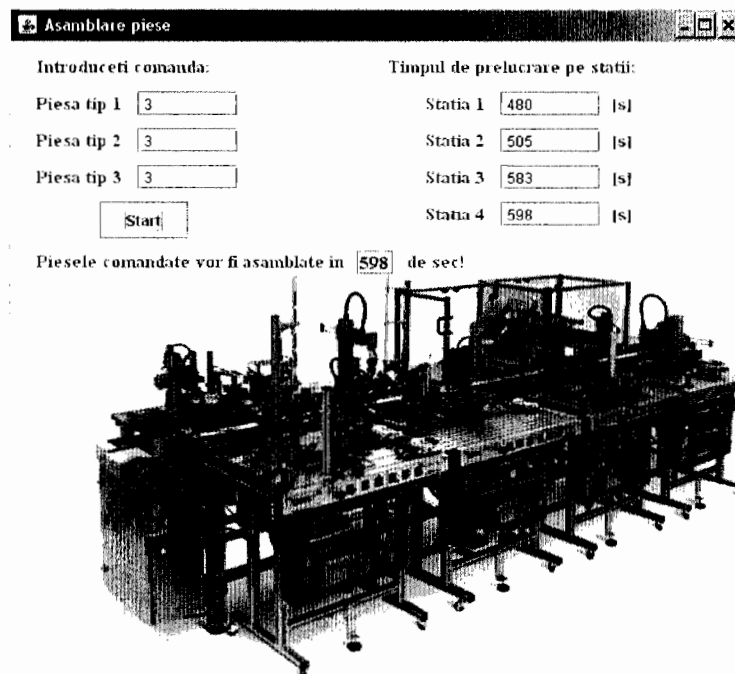 Asamblare piese
Introduceti comanda:
Piesa tip 1 3
Piesa tip 2 3
Piesa tip 3 3
Start
Timpul de prelucrare pe statii:
Statia 1 480 [s]
Statia 2 505 [s]
Statia 3 583 [s]
Statia 4 598 [s]
Piesele comandate vor fi asamblate in 598 de sec!